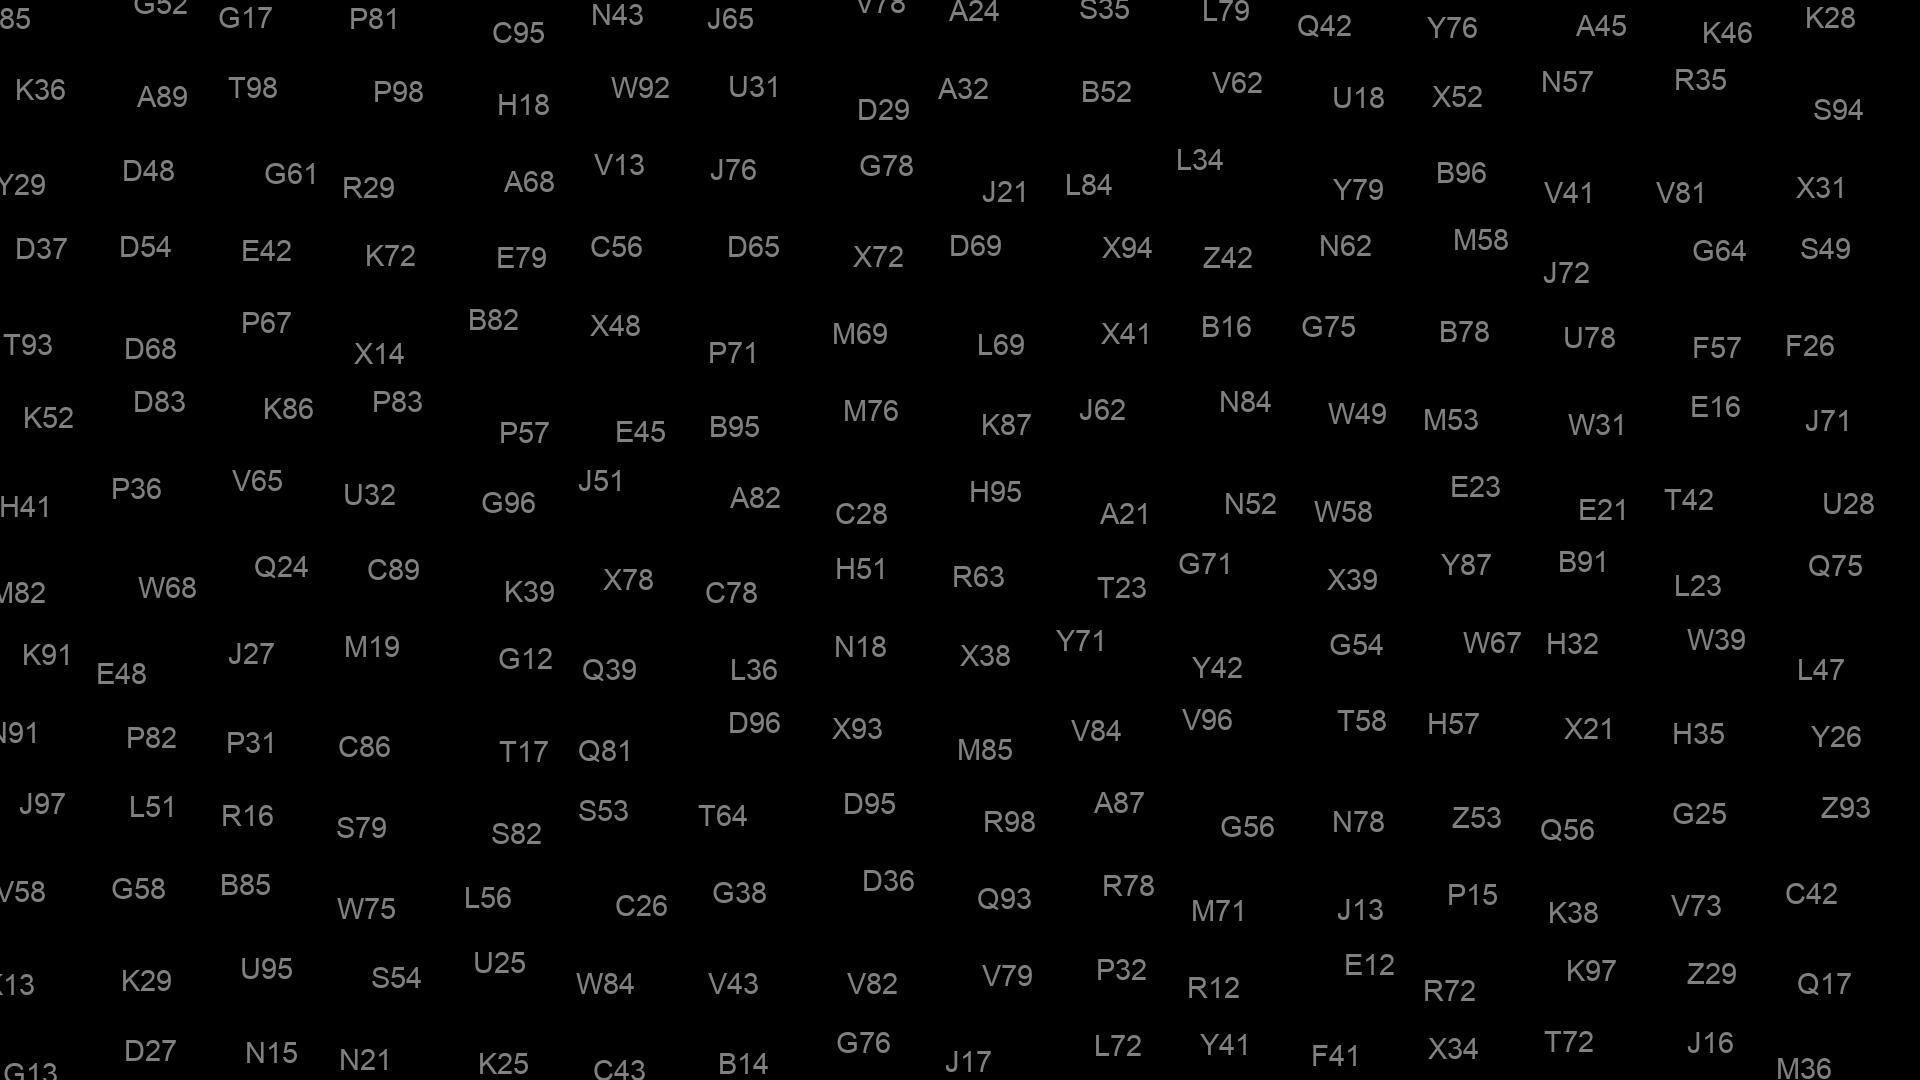 85 G52 G17 P81 C95 N43 J65 V78 A24 S35 L79 Q42 Y76 A45 K46 K28
K36 A89 T98 P98 H18 W92 U31 D29 A32 B52 V62 U18 X52 N57 R35 S94
Y29 D48 G61 R29 A68 V13 J76 G78 J21 L84 L34 Y79 B96 V41 V81 X31
D37 D54 E42 K72 E79 C56 D65 X72 D69 X94 Z42 N62 M58 J72 G64 S49
T93 D68 P67 X14 B82 X48 P71 M69 L69 X41 B16 G75 B78 U78 F57 F26
K52 D83 K86 P83 P57 E45 B95 M76 K87 J62 N84 W49 M53 W31 E16 J71
H41 P36 V65 U32 G96 J51 A82 C28 H95 A21 N52 W58 E23 E21 T42 U28
M82 W68 Q24 C89 K39 X78 C78 H51 R63 T23 G71 X39 Y87 B91 L23 Q75
K91 E48 J27 M19 G12 Q39 L36 N18 X38 Y71 Y42 G54 W67 H32 W39 L47
N91 P82 P31 C86 T17 Q81 D96 X93 M85 V84 V96 T58 H57 X21 H35 Y26
J97 L51 R16 S79 S82 S53 T64 D95 R98 A87 G56 N78 Z53 Q56 G25 Z93
V58 G58 B85 W75 L56 C26 G38 D36 Q93 R78 M71 J13 P15 K38 V73 C42
13 K29 U95 S54 U25 W84 V43 V82 V79 P32 R12 E12 R72 K97 Z29 Q17
G13 D27 N15 N21 K25 C43 B14 G76 J17 L72 Y41 F41 X34 T72 J16 M36